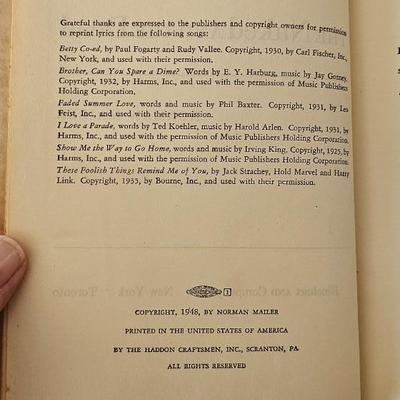 Grateful thanks are expressed to the publishers and copyright owners for permission
to reprint lyrics from the following songs:
Betty Co-ed, by Paul Fogarty and Rudy Vallee. Copyright, 1930, by Carl Fischer, Inc.,
New York, and used with their permission.
Brother, Can You Spare a Dime? Words by E. Y. Harburg, music by Jay Gorney.
Copyright, 1932, by Harms, Inc., and used with the permission of Music Publishers
Holding Corporation.
Faded Summer Love, words and music by Phil Baxter. Copyright, 1931, by Leo
Feist, Inc., and used with their permission.
I Love a Parade, words by Ted Koehler, music by Harold Arlen. Copyright, 1931, by
Harms, Inc., and used with the permission of Music Publishers Holding Corporation.
Show Me the Way to Go Home, words and music by Irving King. Copyright, 1925, by
Harms, Inc., and used with the permission of Music Publishers Holding Corporation.
These Foolish Things Remind Me of You, by Jack Strachey, Hold Marvel and Harry
Link. Copyright, 1935, by Bourne, Inc., and used with their permission.
1
COPYRIGHT, 1948, BY NORMAN MAILER
PRINTED IN THE UNITED STATES OF AMERICA
BY THE HADDON CRAFTSMEN, INC., SCRANTON, PA.
ALL RIGHTS RESERVED